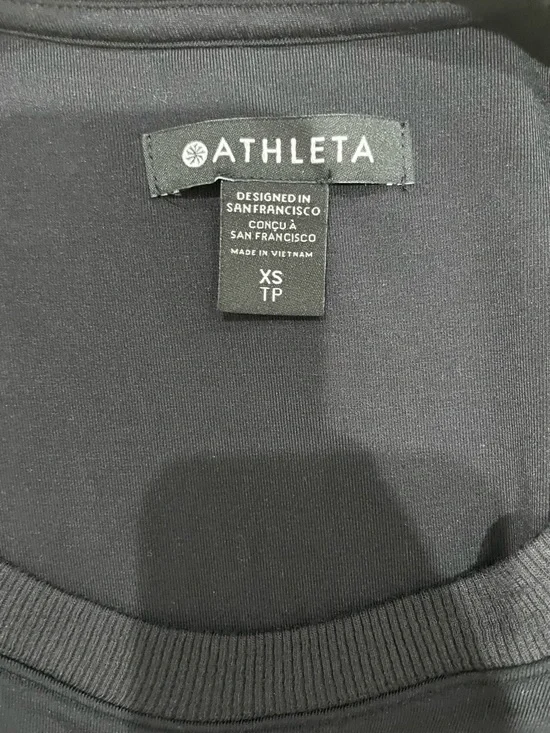 ATHLETA
DESIGNED IN
SAN FRANCISCO
CONÇU À
SAN FRANCISCO
MADE IN VIETNAM
XS
TP